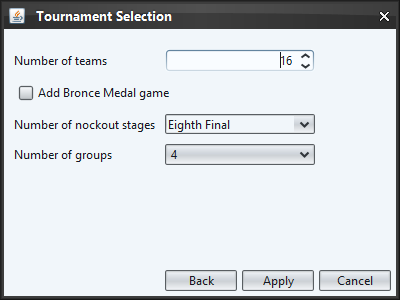 Tournament Selection
Number of teams 16
Add Bronce Medal game
Number of nockout stages Eighth Final
Number of groups 4
Back Apply Cancel